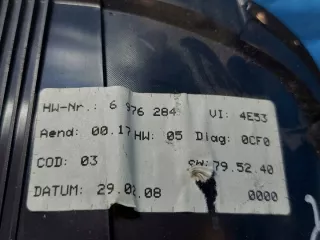 HW-Nr.: 6 976 284 VI: 4E53
Aend: 00.17 HW: 05 Diag: 0CF0
COD: 03 SW: 79.52.40
DATUM: 29.02.08 0000